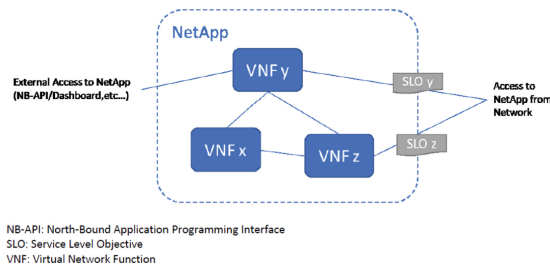 NetApp
VNF y
SLO y
External Access to NetApp
(NB-API/Dashboard,etc...)
Access to
NetApp from
Network
VNF x
VNF z
SLO z
NB-API: North-Bound Application Programming Interface
SLO: Service Level Objective
VNF: Virtual Network Function